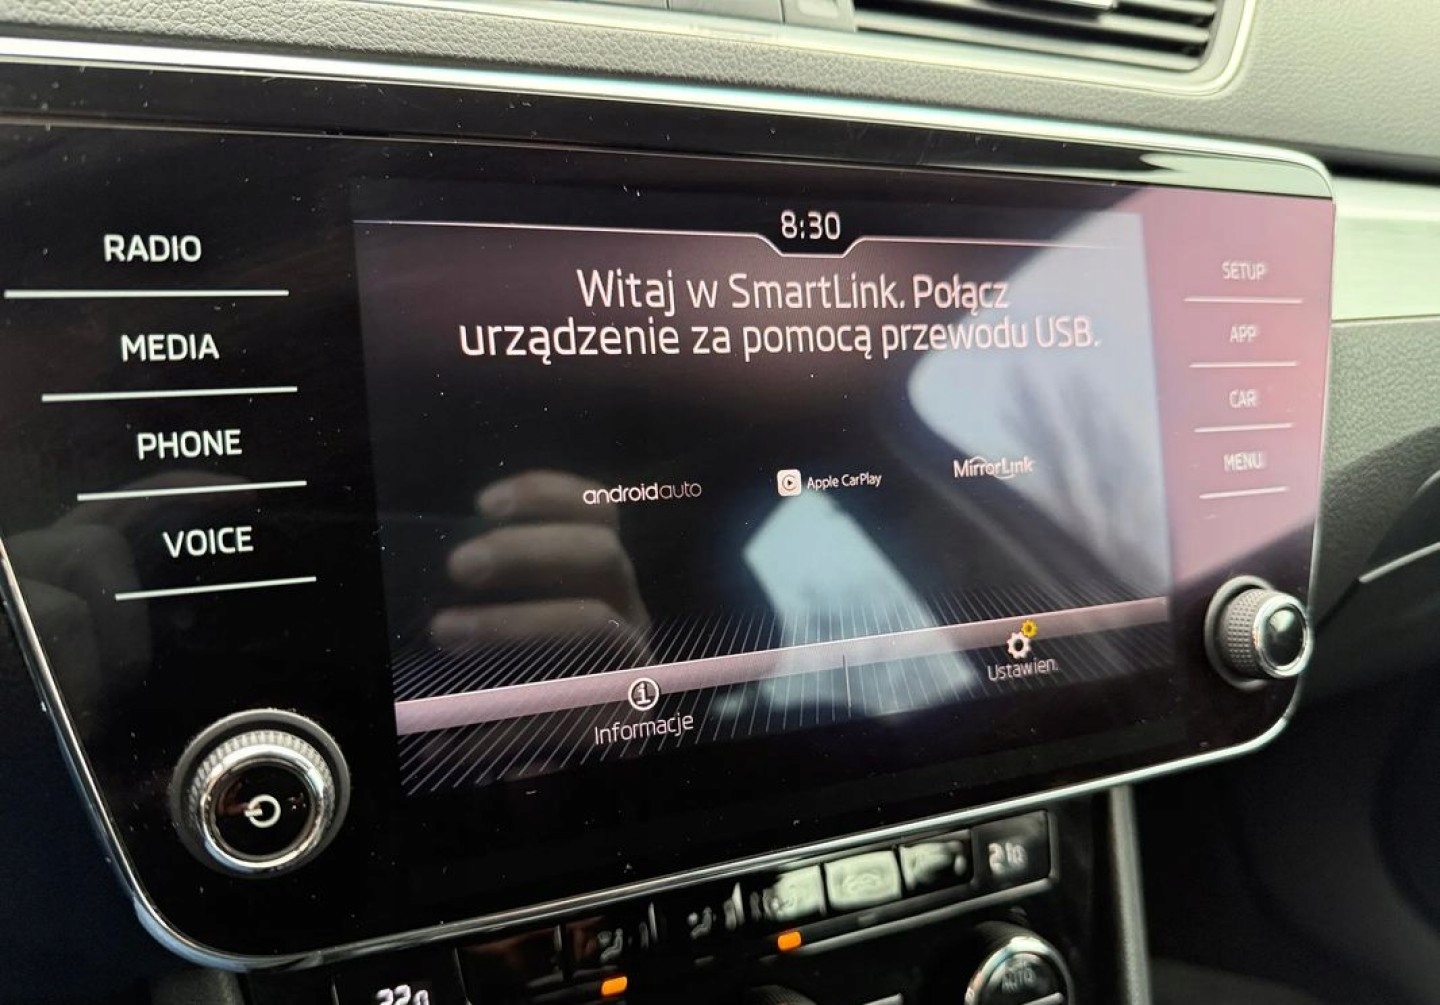 8:30
Witaj w SmartLink. Połącz
urządzenie za pomocą przewodu USB.
RADIO
MEDIA
PHONE
VOICE
androidauto
Apple CarPlay
MirrorLink
SETUP
APP
CAR
MENU
Informacje
Ustawien.
AUTO